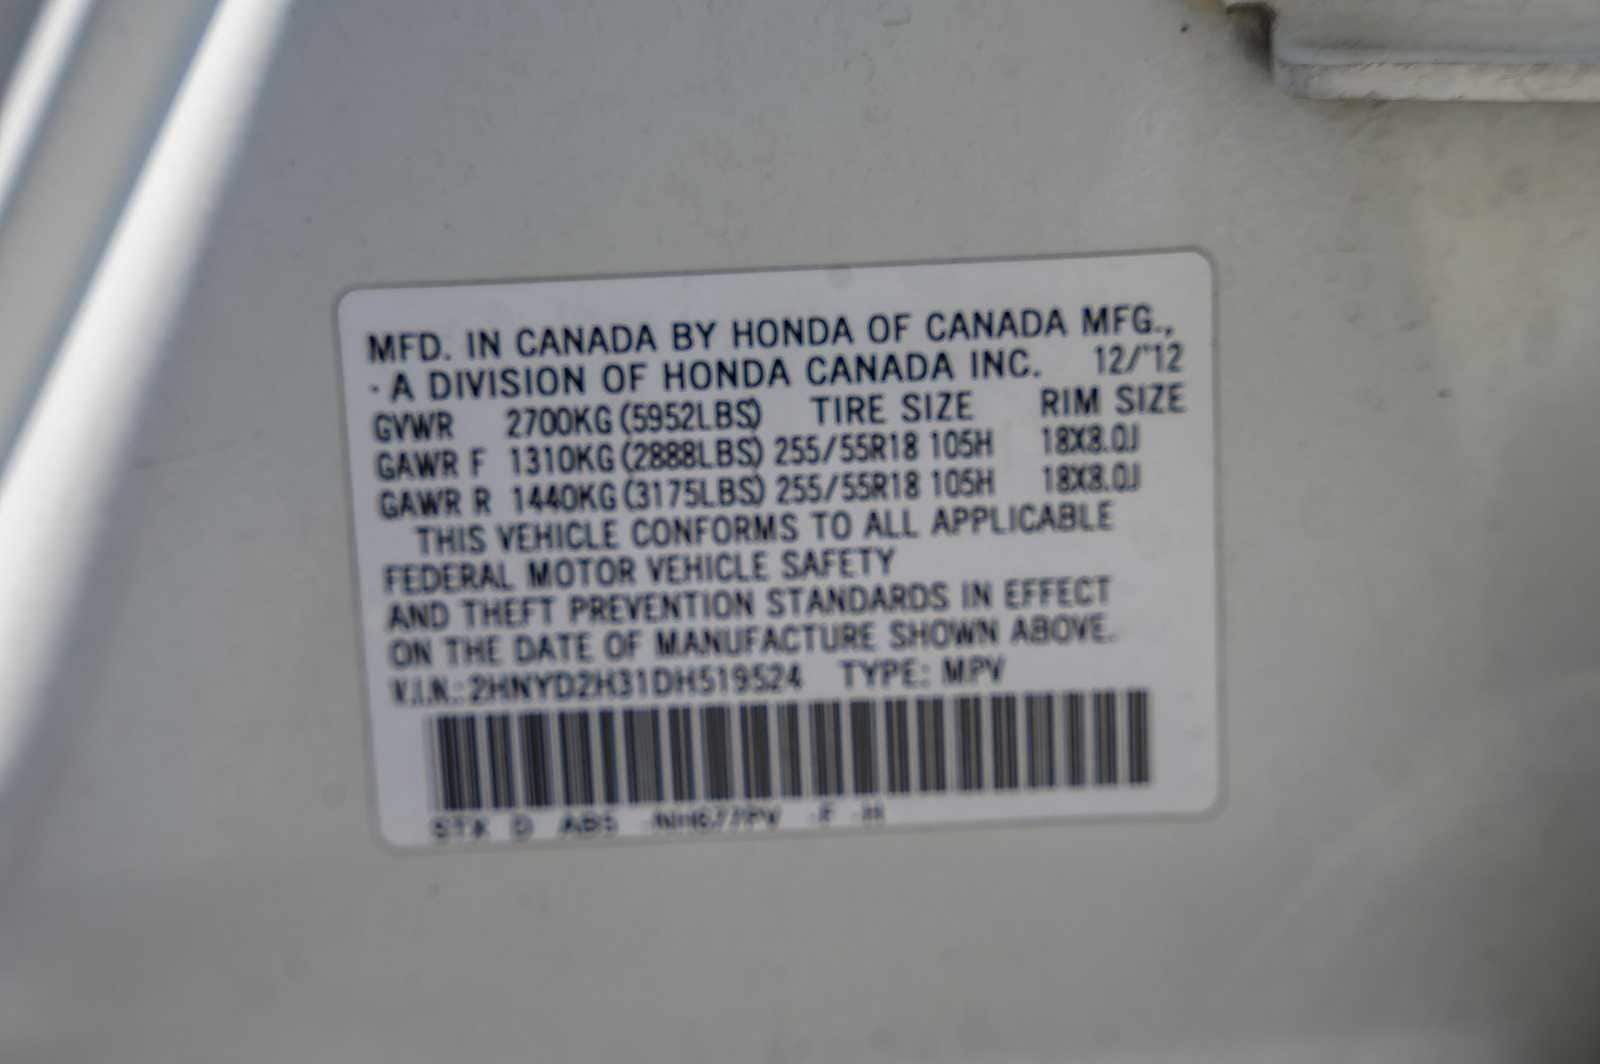 MFD. IN CANADA BY HONDA OF CANADA MFG.,
- A DIVISION OF HONDA CANADA INC. 12/'12
GVWR 2700KG (5952LBS) TIRE SIZE RIM SIZE
GAWR F 1310KG (2888LBS) 255/55R18 105H 18X8.0J
GAWR R 1440KG (3175LBS) 255/55R18 105H 18X8.0J
THIS VEHICLE CONFORMS TO ALL APPLICABLE
FEDERAL MOTOR VEHICLE SAFETY
AND THEFT PREVENTION STANDARDS IN EFFECT
ON THE DATE OF MANUFACTURE SHOWN ABOVE.
V.I.N.: 2HNYD2H31DH519524 TYPE: MPV
STX D ABS -NH677PV -F -H